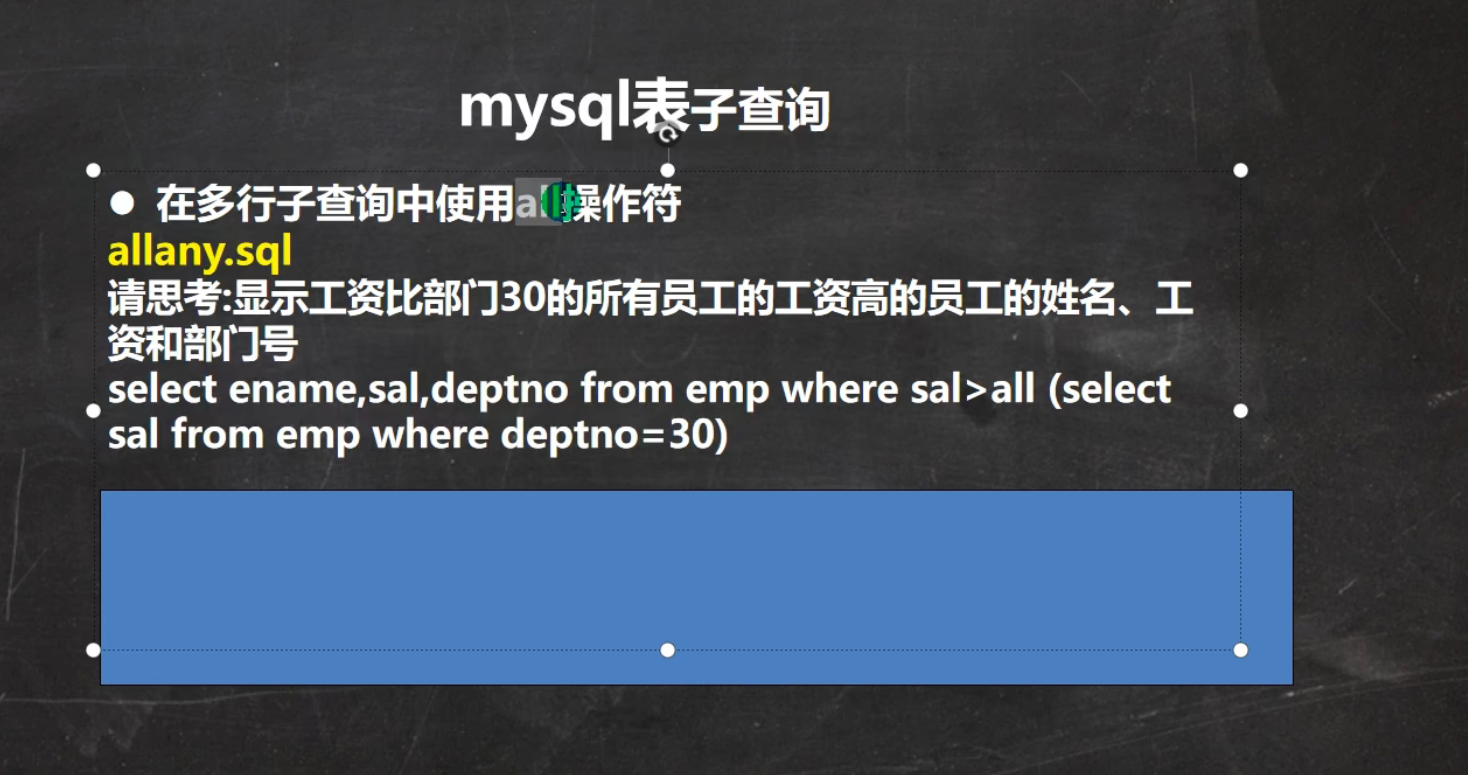 mysql表子查询
● 在多行子查询中使用all操作符
allany.sql
请思考:显示工资比部门30的所有员工的工资高的员工的姓名、工
资和部门号
select ename,sal,deptno from emp where sal>all (select
sal from emp where deptno=30)